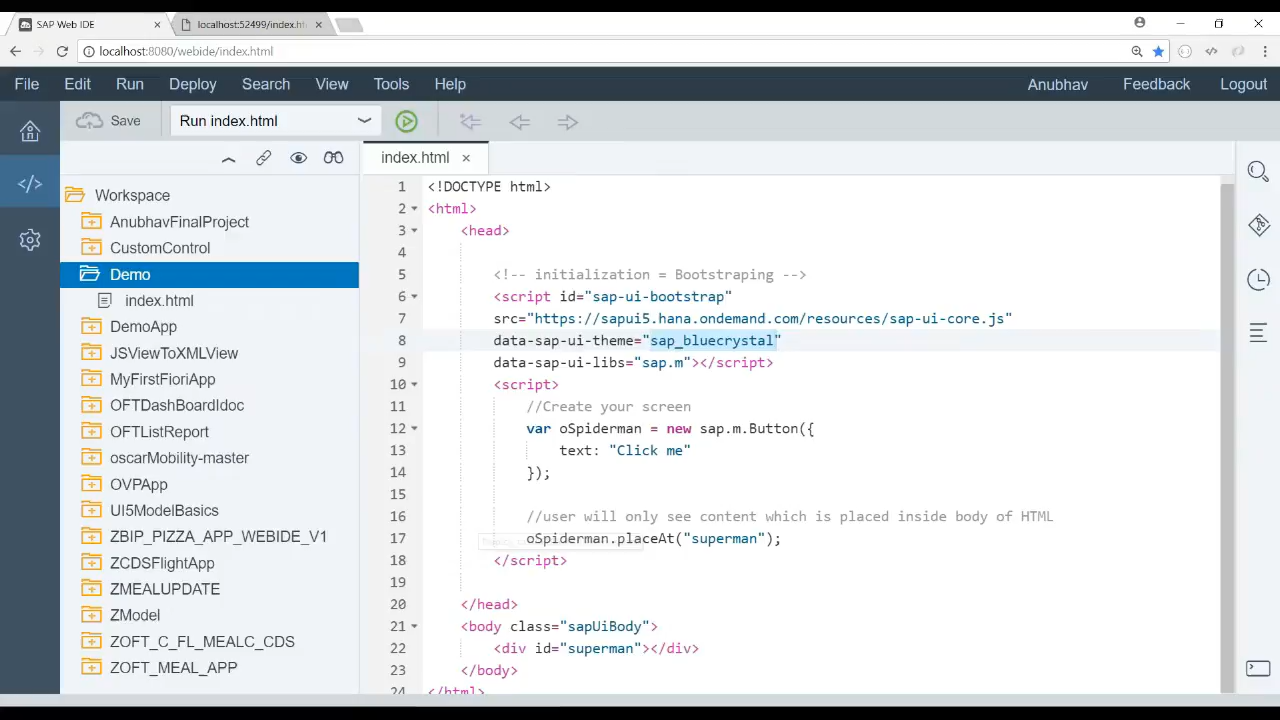 SAP Web IDE
localhost:52499/index.ht
localhost:8080/webide/index.html
File Edit Run Deploy Search View Tools Help Anubhav Feedback Logout
Save Run index.html
index.html
Workspace
AnubhavFinalProject
CustomControl
Demo
index.html
DemoApp
JSViewToXMLView
MyFirstFioriApp
OFTDashBoardIdoc
OFTListReport
oscarMobility-master
OVPApp
UI5ModelBasics
ZBIP_PIZZA_APP_WEBIDE_V1
ZCDSFlightApp
ZMEALUPDATE
ZModel
ZOFT_C_FL_MEALC_CDS
ZOFT_MEAL_APP
1 <!DOCTYPE html>
2 <html>
3 <head>
4
5 <!-- initialization = Bootstraping -->
6 <script id="sap-ui-bootstrap"
7 src="https://sapui5.hana.ondemand.com/resources/sap-ui-core.js"
8 data-sap-ui-theme="sap_bluecrystal"
9 data-sap-ui-libs="sap.m"></script>
10 <script>
11 //Create your screen
12 var oSpiderman = new sap.m.Button({
13 text: "Click me"
14 });
15
16 //user will only see content which is placed inside body of HTML
17 oSpiderman.placeAt("superman");
18 </script>
19
20 </head>
21 <body class="sapUiBody">
22 <div id="superman"></div>
23 </body>
24 </html>